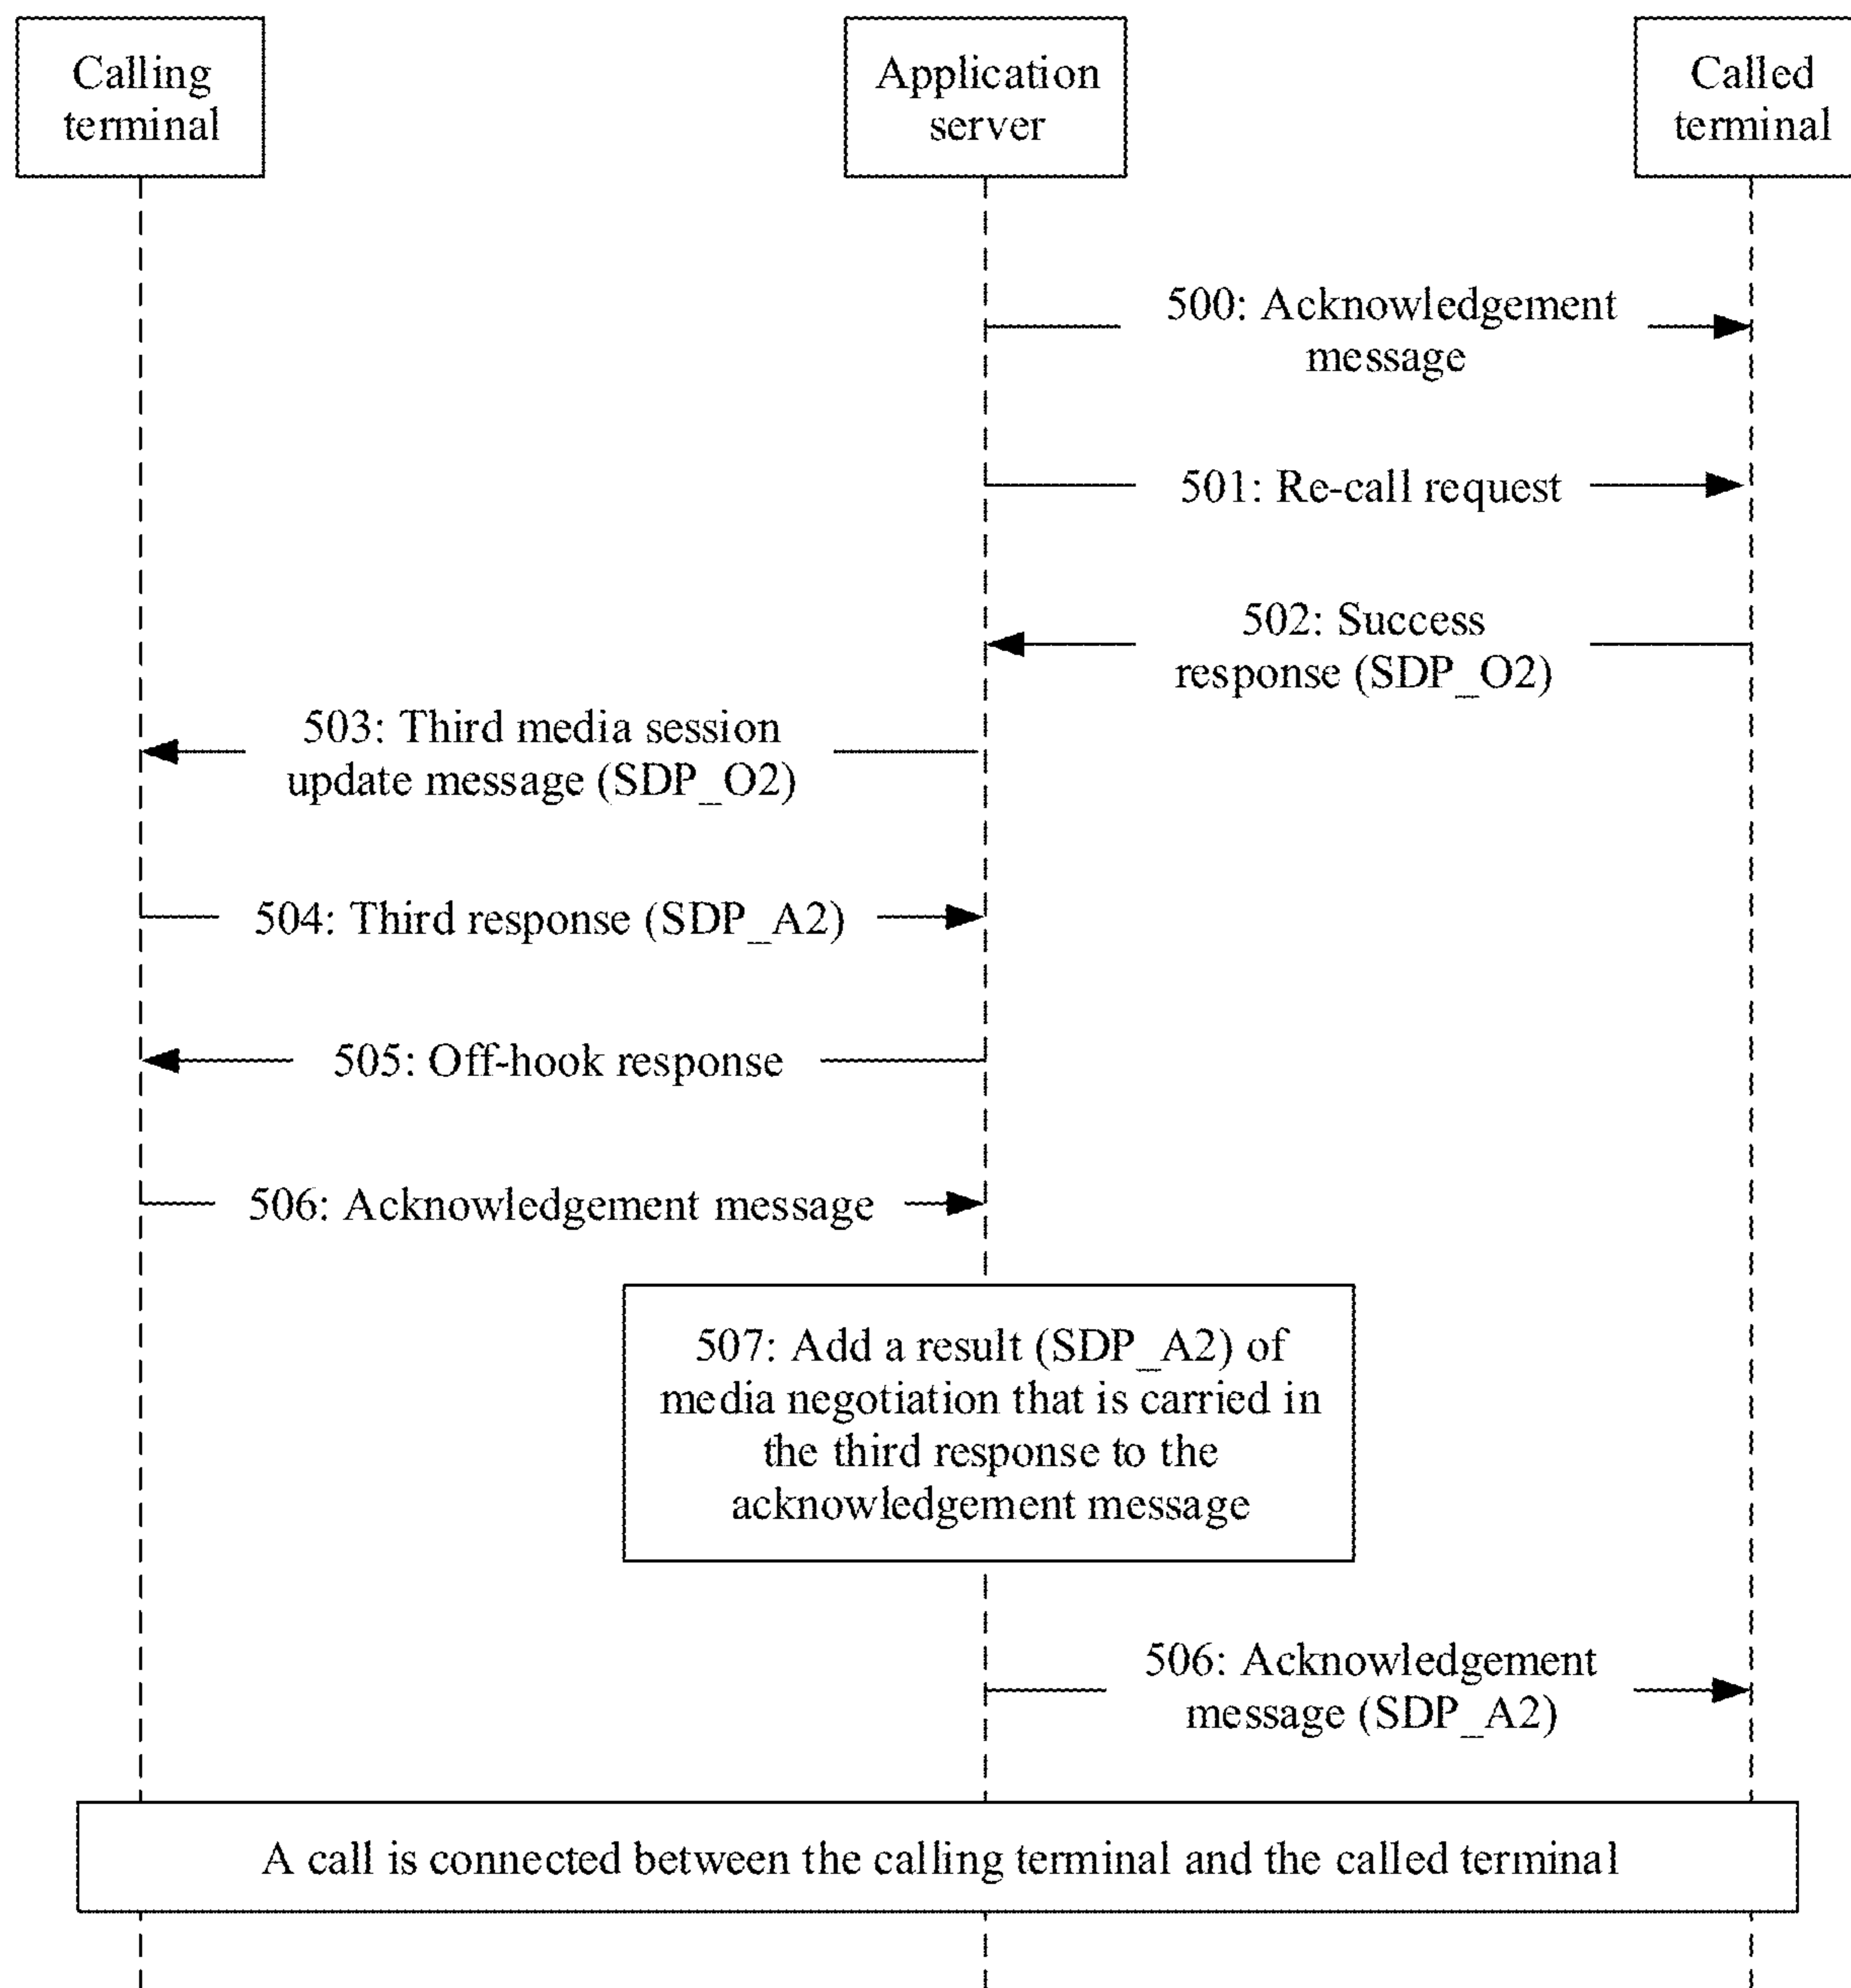 Calling
terminal
Application
server
Called
terminal
500: Acknowledgement
message
501: Re-call request
502: Success
response (SDP_O2)
503: Third media session
update message (SDP_O2)
504: Third response (SDP_A2)
505: Off-hook response
506: Acknowledgement message
507: Add a result (SDP_A2) of
media negotiation that is carried in
the third response to the
acknowledgement message
506: Acknowledgement
message (SDP_A2)
A call is connected between the calling terminal and the called terminal